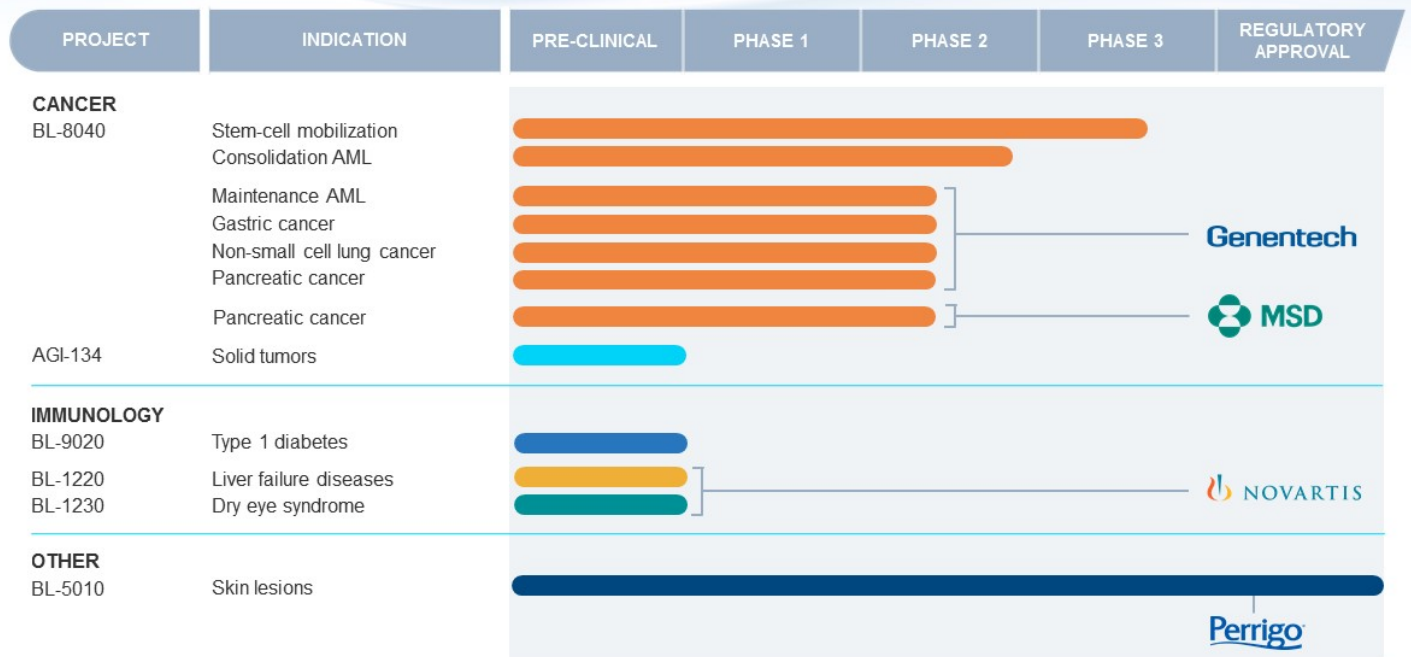 PROJECT INDICATION PRE-CLINICAL PHASE 1 PHASE 2 PHASE 3 REGULATORY APPROVAL
CANCER
BL-8040 Stem-cell mobilization
Consolidation AML
Maintenance AML
Gastric cancer
Genentech
Non-small cell lung cancer
Pancreatic cancer
Pancreatic cancer MSD
AGI-134 Solid tumors
IMMUNOLOGY
BL-9020 Type 1 diabetes
BL-1220 Liver failure diseases
NOVARTIS
BL-1230 Dry eye syndrome
OTHER
BL-5010 Skin lesions
Perrigo